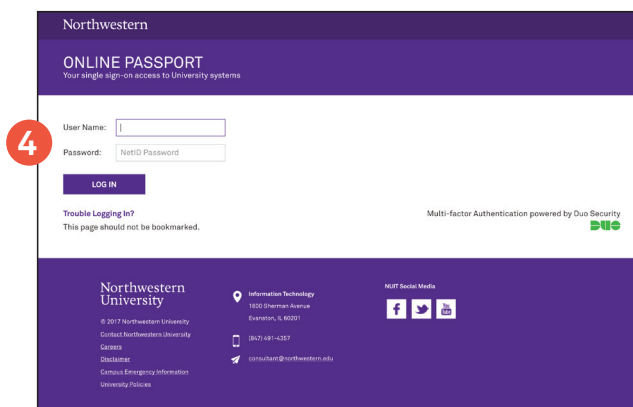 Northwestern
ONLINE PASSPORT
Your single sign-on access to University systems
4
User Name:
Password: NetID Password
LOG IN
Trouble Logging In?
This page should not be bookmarked.
Multi-factor Authentication powered by Duo Security
DUO
Northwestern
University
© 2017 Northwestern University
Contact Northwestern University
Careers
Disclaimer
Campus Emergency Information
University Policies
Information Technology
1800 Sherman Avenue
Evanston, IL 60201
(847) 491-4357
consultant@northwestern.edu
NUIT Social Media
f
You
Tube